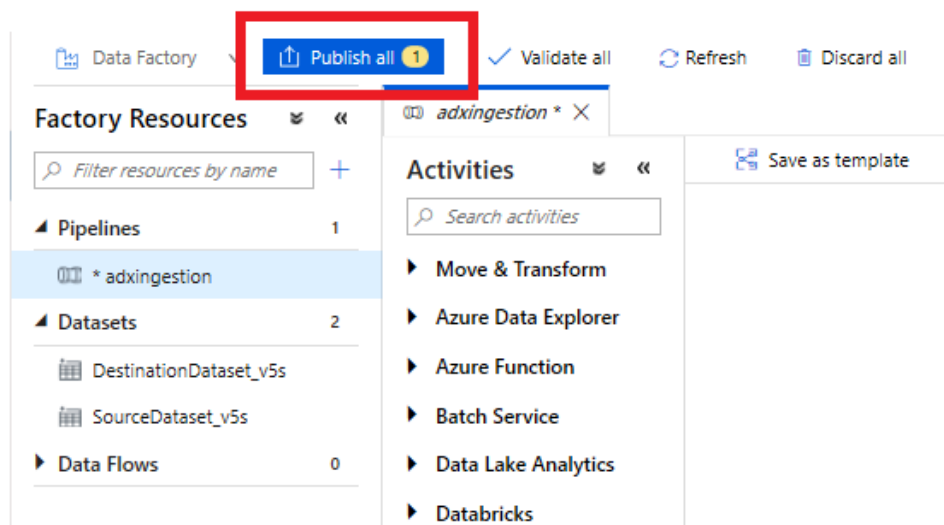 Data Factory
Publish all 1
Validate all
Refresh
Discard all
Factory Resources
Filter resources by name
Pipelines 1
* adxingestion
Datasets 2
DestinationDataset_v5s
SourceDataset_v5s
Data Flows 0
adxingestion *
Activities
Search activities
Move & Transform
Azure Data Explorer
Azure Function
Batch Service
Data Lake Analytics
Databricks
Save as template